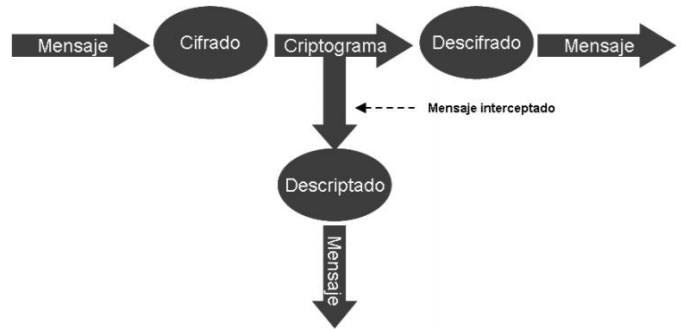 Mensaje
Cifrado
Criptograma
Descifrado
Mensaje
Mensaje interceptado
Descriptado
Mensaje